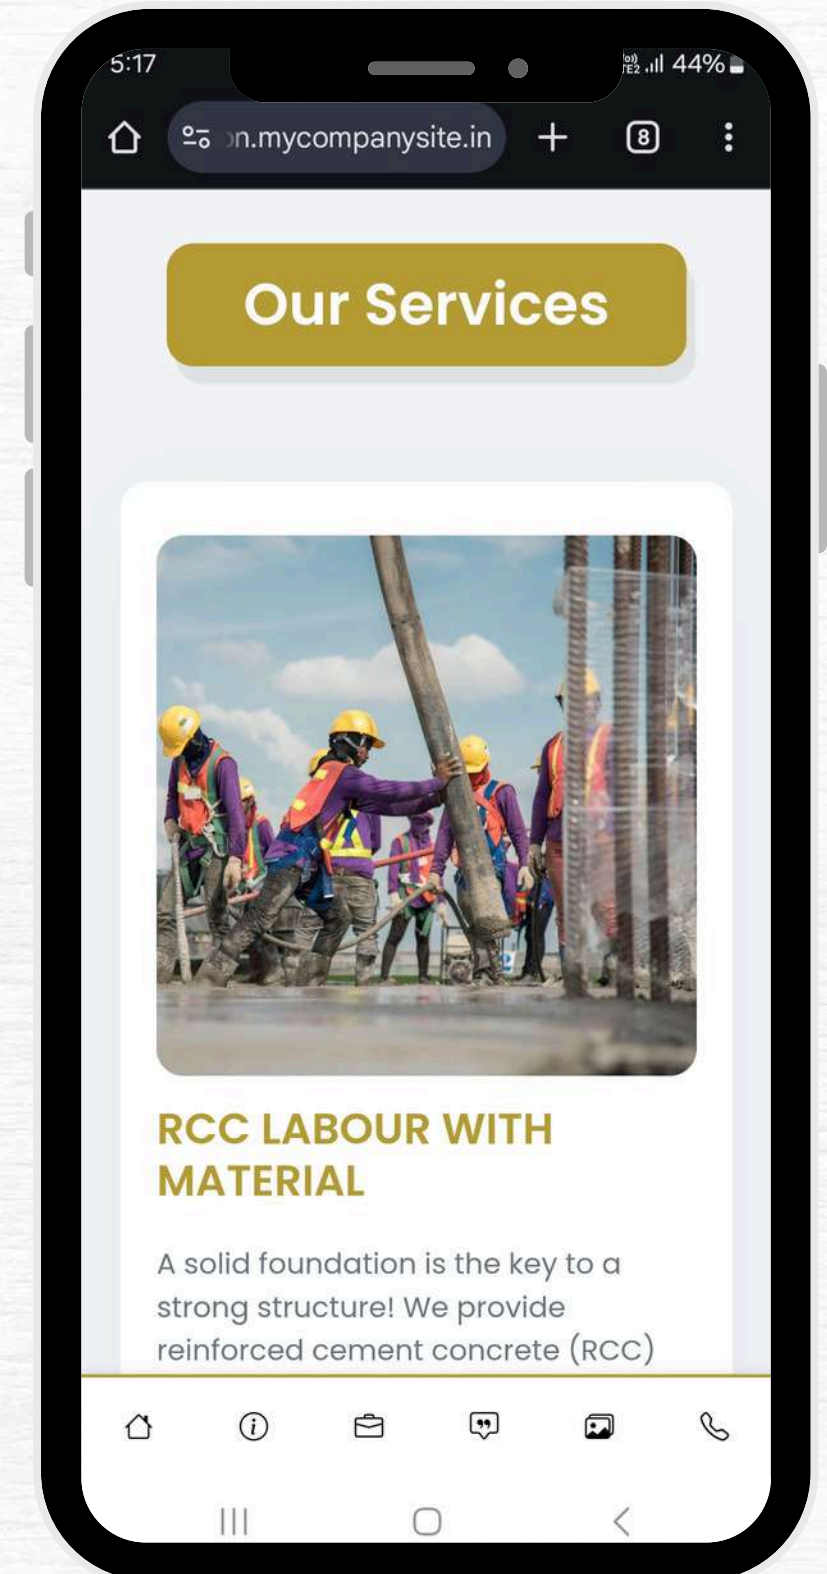 5:17
44%
n.mycompanysite.in
8
Our Services
RCC LABOUR WITH
MATERIAL
A solid foundation is the key to a
strong structure! We provide
reinforced cement concrete (RCC)